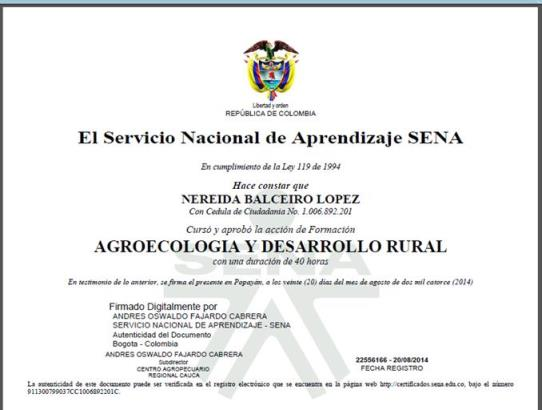 Libertad y orden
REPÚBLICA DE COLOMBIA
El Servicio Nacional de Aprendizaje SENA
En cumplimiento de la Ley 119 de 1994
Hace constar que
NEREIDA BALCEIRO LOPEZ
Con Cedula de Ciudadania No. 1.006.892.201
Cursó y aprobó la acción de Formación
AGROECOLOGIA Y DESARROLLO RURAL
con una duración de 40 horas
SENA
En testimonio de lo anterior, se firma el presente en Popayán, a los veinte (20) días del mes de agosto de dos mil catorce (2014)
Firmado Digitalmente por
ANDRES OSWALDO FAJARDO CABRERA
SERVICIO NACIONAL DE APRENDIZAJE - SENA
Autenticidad del Documento
Bogota - Colombia
ANDRES OSWALDO FAJARDO CABRERA
Subdirector
CENTRO AGROPECUARIO
REGIONAL CAUCA
22556166 - 20/08/2014
FECHA REGISTRO
La autenticidad de este documento puede ser verificada en el registro electrónico que se encuentra en la página web http://certificados.sena.edu.co, bajo el número
911300799037CC1006892201C.